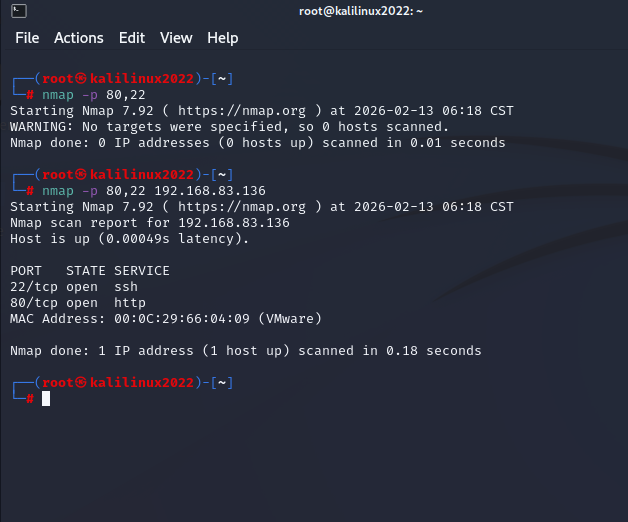 root@kalilinux2022: ~
File Actions Edit View Help
┌──(root㉿kalilinux2022)-[~]
└─# nmap -p 80,22
Starting Nmap 7.92 ( https://nmap.org ) at 2026-02-13 06:18 CST
WARNING: No targets were specified, so 0 hosts scanned.
Nmap done: 0 IP addresses (0 hosts up) scanned in 0.01 seconds
┌──(root㉿kalilinux2022)-[~]
└─# nmap -p 80,22 192.168.83.136
Starting Nmap 7.92 ( https://nmap.org ) at 2026-02-13 06:18 CST
Nmap scan report for 192.168.83.136
Host is up (0.00049s latency).
PORT   STATE SERVICE
22/tcp open  ssh
80/tcp open  http
MAC Address: 00:0C:29:66:04:09 (VMware)
Nmap done: 1 IP address (1 host up) scanned in 0.18 seconds
┌──(root㉿kalilinux2022)-[~]
└─#